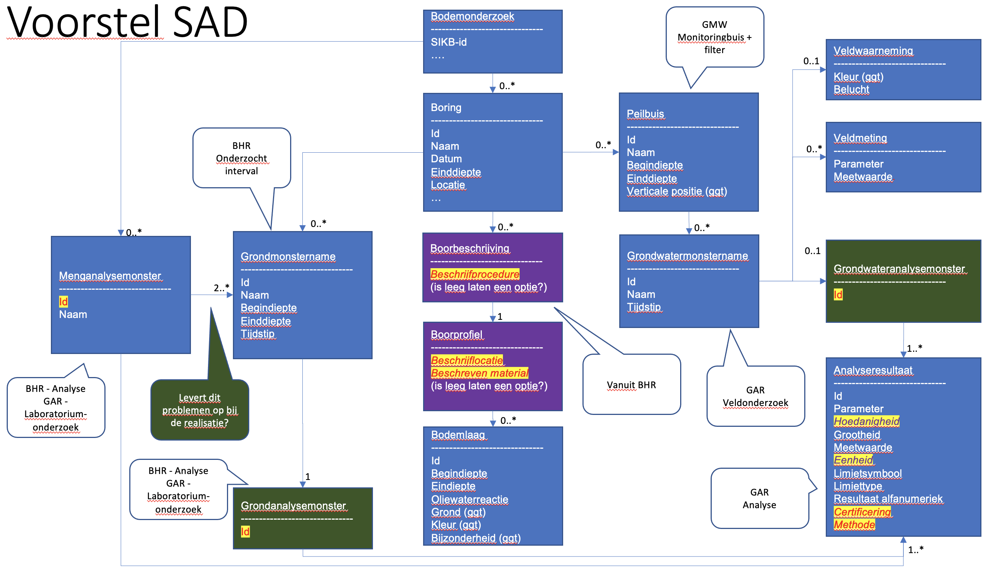 Voorstel SAD
Bodemonderzoek
-------------------------------
SIKB-id
....
0..*
GMW
Monitoringbuis +
filter
Veldwaarneming
-------------------------------
Kleur (ggt)
Belucht
0..1
Boring
-------------------------------
Id
Naam
Datum
Einddiepte
Locatie
...
0..*
Peilbuis
-------------------------------
Id
Naam
Begindiepte
Einddiepte
Verticale positie (ggt)
Veldmeting
-------------------------------
Parameter
Meetwaarde
0..*
BHR
Onderzocht
interval
0..*
0..*
0..*
0..*
Menganalysemonster
-------------------------------
Id
Naam
2..*
Grondmonstername
-------------------------------
Id
Naam
Begindiepte
Einddiepte
Tijdstip
Boorbeschrijving
-------------------------------
Beschrijfprocedure
(is leeg laten een optie?)
1
Grondwatermonstername
-------------------------------
Id
Naam
Tijdstip
0..1
Grondwateranalysemonster
-------------------------------
Id
1..*
Boorprofiel
-------------------------------
Beschrijflocatie
Beschreven material
(is leeg laten een optie?)
0..*
Vanuit BHR
GAR
Veldonderzoek
BHR - Analyse
GAR -
Laboratorium-
onderzoek
Levert dit
problemen op bij
de realisatie?
Analyseresultaat
-------------------------------
Id
Parameter
Hoedanigheid
Grootheid
Meetwaarde
Eenheid
Limietsymbool
Limiettype
Resultaat alfanumeriek
Certificering
Methode
Bodemlaag
-------------------------------
Id
Begindiepte
Eindiepte
Oliewaterreactie
Grond (ggt)
Kleur (ggt)
Bijzonderheid (ggt)
BHR - Analyse
GAR -
Laboratorium-
onderzoek
1
Grondanalysemonster
-------------------------------
Id
GAR
Analyse
1..*